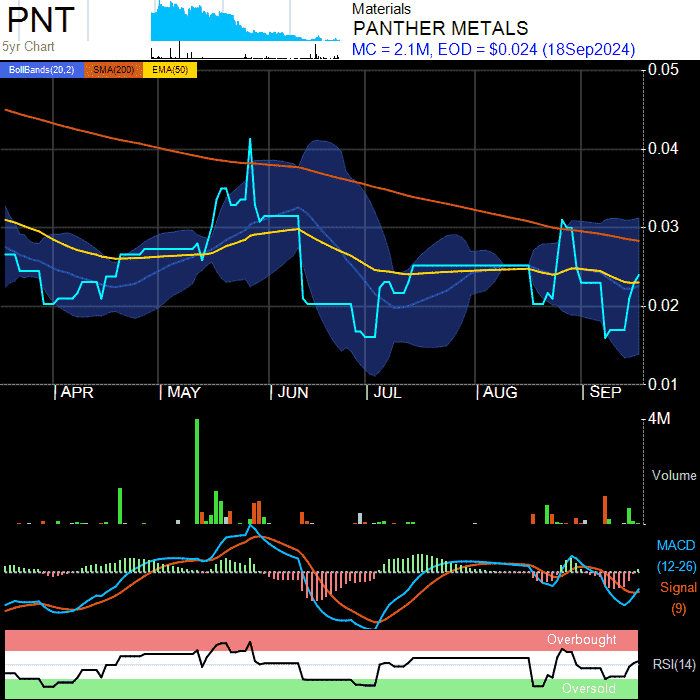 PNT
5yr Chart
Materials
PANTHER METALS
MC = 2.1M, EOD = $0.024 (18Sep2024)
BollBands(20,2) SMA(200) EMA(50)
0.05
0.04
0.03
0.02
0.01
APR MAY JUN JUL AUG SEP
4M
Volume
MACD
(12-26)
Signal
(9)
Overbought
RSI(14)
Oversold